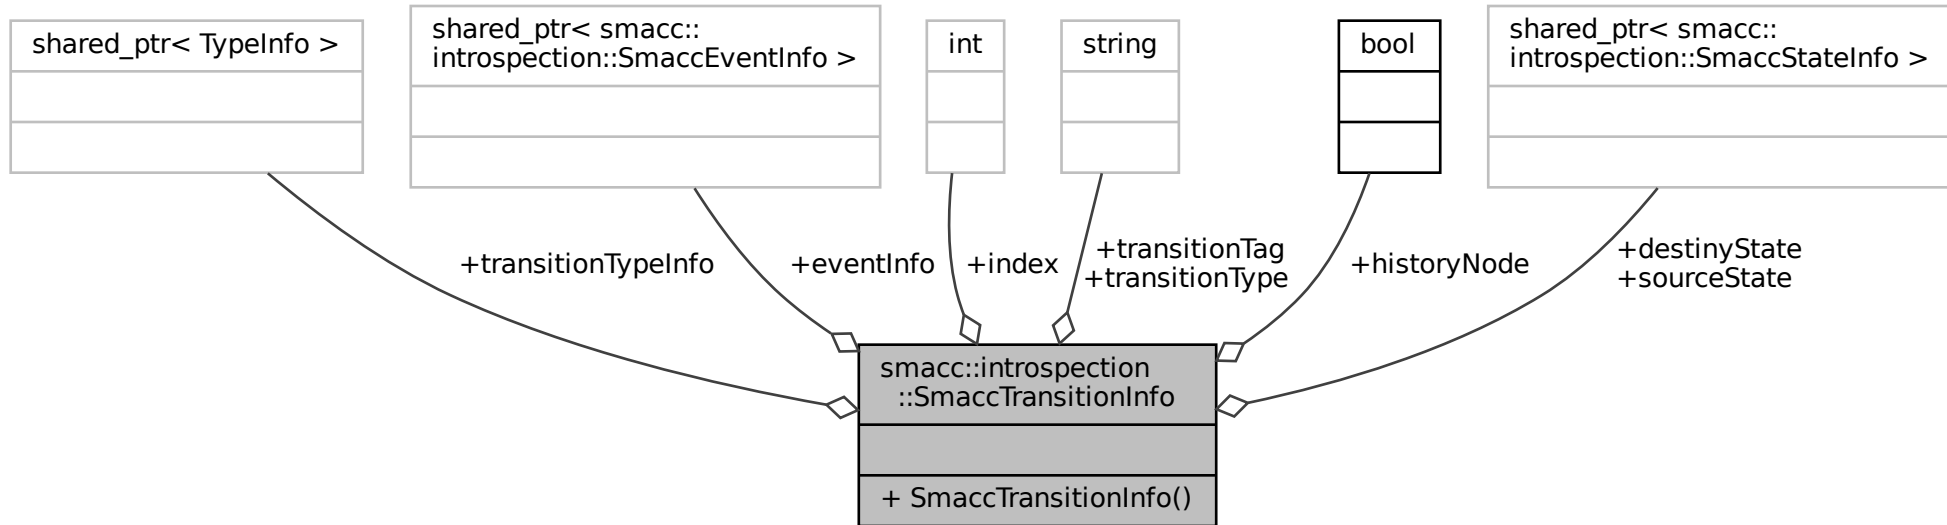 shared_ptr< TypeInfo >
shared_ptr< smacc::
introspection::SmaccEventInfo >
int
string
bool
shared_ptr< smacc::
introspection::SmaccStateInfo >
+transitionTypeInfo
+eventInfo
+index
+transitionTag
+transitionType
+historyNode
+destinyState
+sourceState
smacc::introspection
::SmaccTransitionInfo
+ SmaccTransitionInfo()